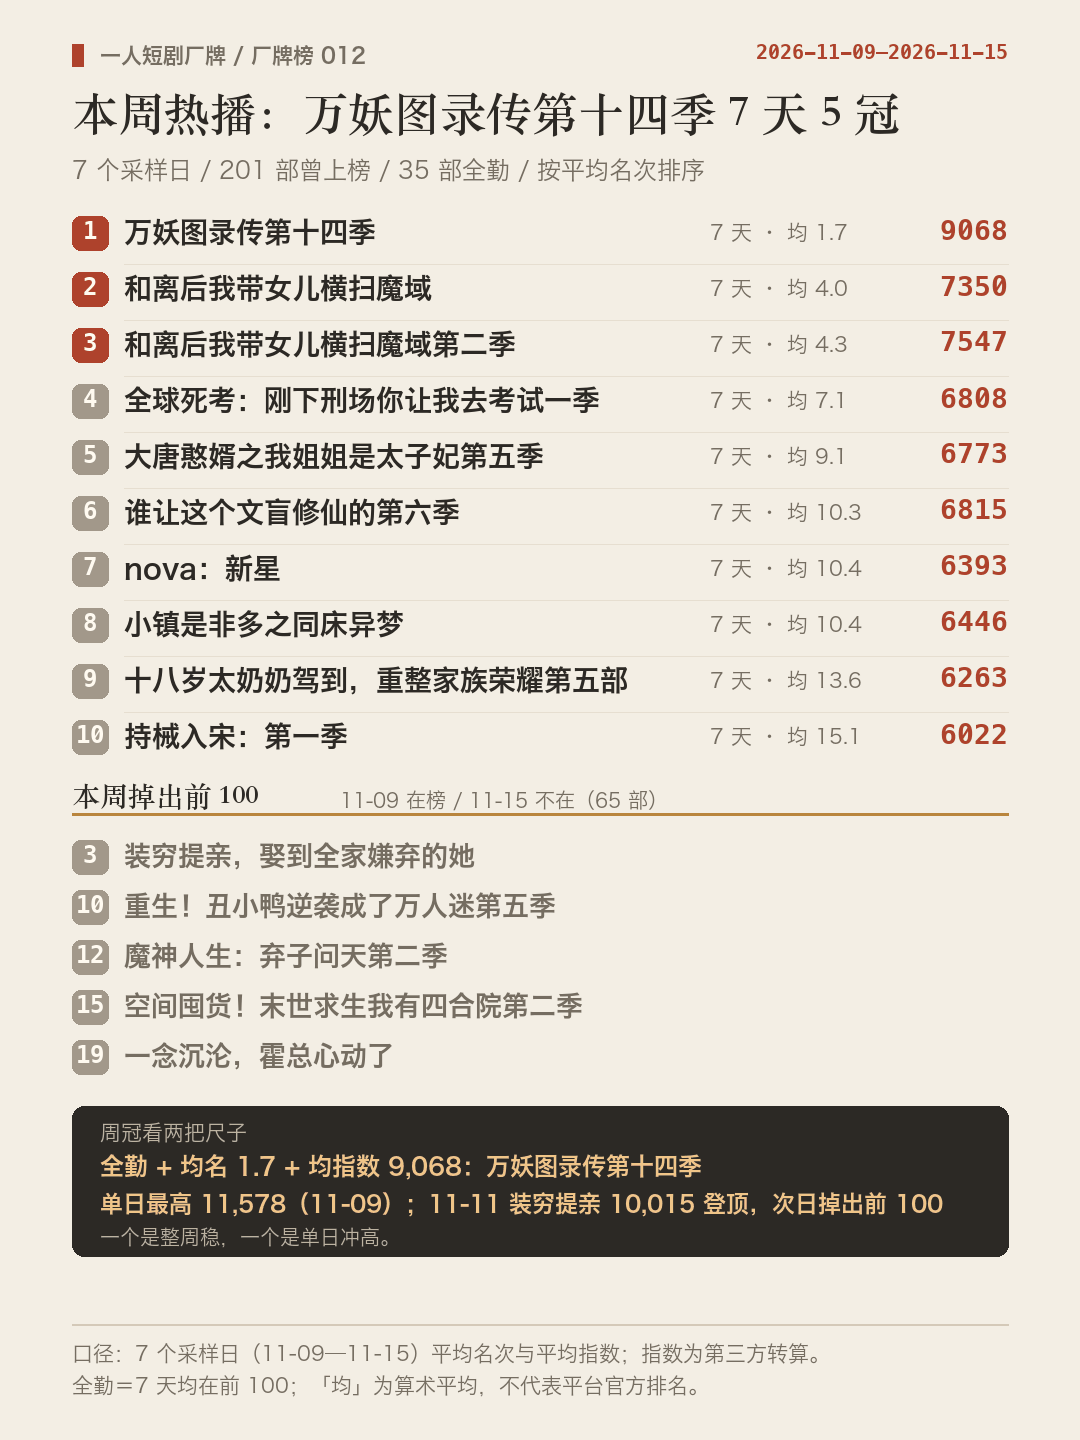 一人短剧厂牌 / 厂牌榜 012
2026-11-09—2026-11-15
本周热播：万妖图录传第十四季 7 天 5 冠
7 个采样日 / 201 部曾上榜 / 35 部全勤 / 按平均名次排序
1 万妖图录传第十四季 7 天 · 均 1.7 9068
2 和离后我带女儿横扫魔域 7 天 · 均 4.0 7350
3 和离后我带女儿横扫魔域第二季 7 天 · 均 4.3 7547
4 全球死考：刚下刑场你让我去考试一季 7 天 · 均 7.1 6808
5 大唐憨婿之我姐姐是太子妃第五季 7 天 · 均 9.1 6773
6 谁让这个文盲修仙的第六季 7 天 · 均 10.3 6815
7 nova：新星 7 天 · 均 10.4 6393
8 小镇是非多之同床异梦 7 天 · 均 10.4 6446
9 十八岁太奶奶驾到，重整家族荣耀第五部 7 天 · 均 13.6 6263
10 持械入宋：第一季 7 天 · 均 15.1 6022
本周掉出前 100 11-09 在榜 / 11-15 不在（65 部）
3 装穷提亲，娶到全家嫌弃的她
10 重生！丑小鸭逆袭成了万人迷第五季
12 魔神人生：弃子问天第二季
15 空间囤货！末世求生我有四合院第二季
19 一念沉沦，霍总心动了
周冠看两把尺子
全勤 + 均名 1.7 + 均指数 9,068：万妖图录传第十四季
单日最高 11,578（11-09）；11-11 装穷提亲 10,015 登顶，次日掉出前 100
一个是整周稳，一个是单日冲高。
口径：7 个采样日（11-09—11-15）平均名次与平均指数；指数为第三方转算。
全勤＝7 天均在前 100；「均」为算术平均，不代表平台官方排名。